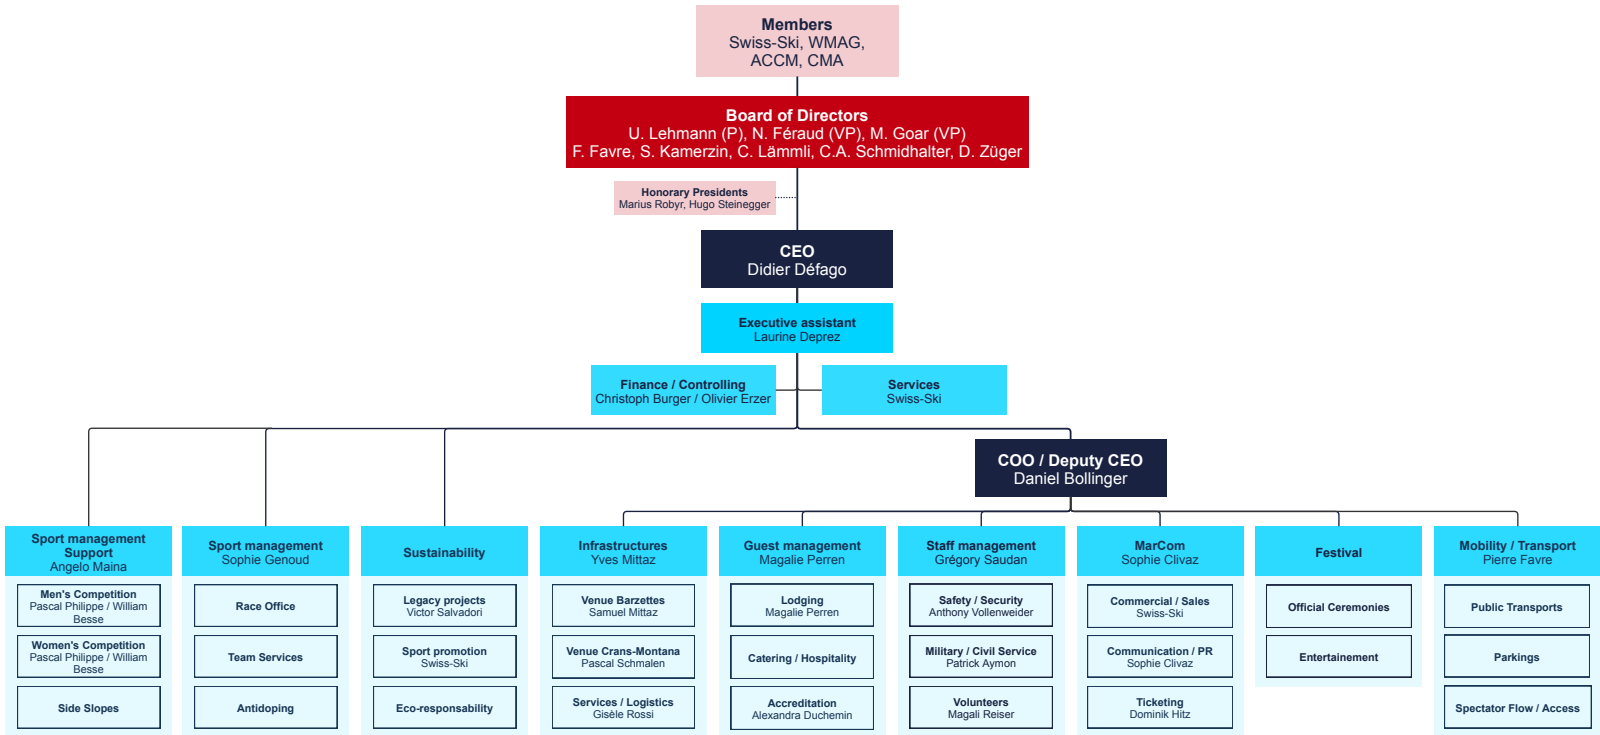 Members
Swiss-Ski, WMAG,
ACCM, CMA
Board of Directors
U. Lehmann (P), N. Féraud (VP), M. Goar (VP)
F. Favre, S. Kamerzin, C. Lämmli, C.A. Schmidhalter, D. Züger
Honorary Presidents
Marius Robyr, Hugo Steinegger
CEO
Didier Défago
Executive assistant
Laurine Deprez
Finance / Controlling
Christoph Burger / Olivier Erzer
Services
Swiss-Ski
COO / Deputy CEO
Daniel Bollinger
Sport management
Support
Angelo Maina
Men's Competition
Pascal Philippe / William
Besse
Women's Competition
Pascal Philippe / William
Besse
Side Slopes
Sport management
Sophie Genoud
Race Office
Team Services
Antidoping
Sustainability
Legacy projects
Victor Salvadori
Sport promotion
Swiss-Ski
Eco-responsability
Infrastructures
Yves Mittaz
Venue Barzettes
Samuel Mittaz
Venue Crans-Montana
Pascal Schmalen
Services / Logistics
Gisèle Rossi
Guest management
Magalie Perren
Lodging
Magalie Perren
Catering / Hospitality
Accreditation
Alexandra Duchemin
Staff management
Grégory Saudan
Safety / Security
Anthony Vollenweider
Military / Civil Service
Patrick Aymon
Volunteers
Magali Reiser
MarCom
Sophie Clivaz
Commercial / Sales
Swiss-Ski
Communication / PR
Sophie Clivaz
Ticketing
Dominik Hitz
Festival
Official Ceremonies
Entertainement
Mobility / Transport
Pierre Favre
Public Transports
Parkings
Spectator Flow / Access